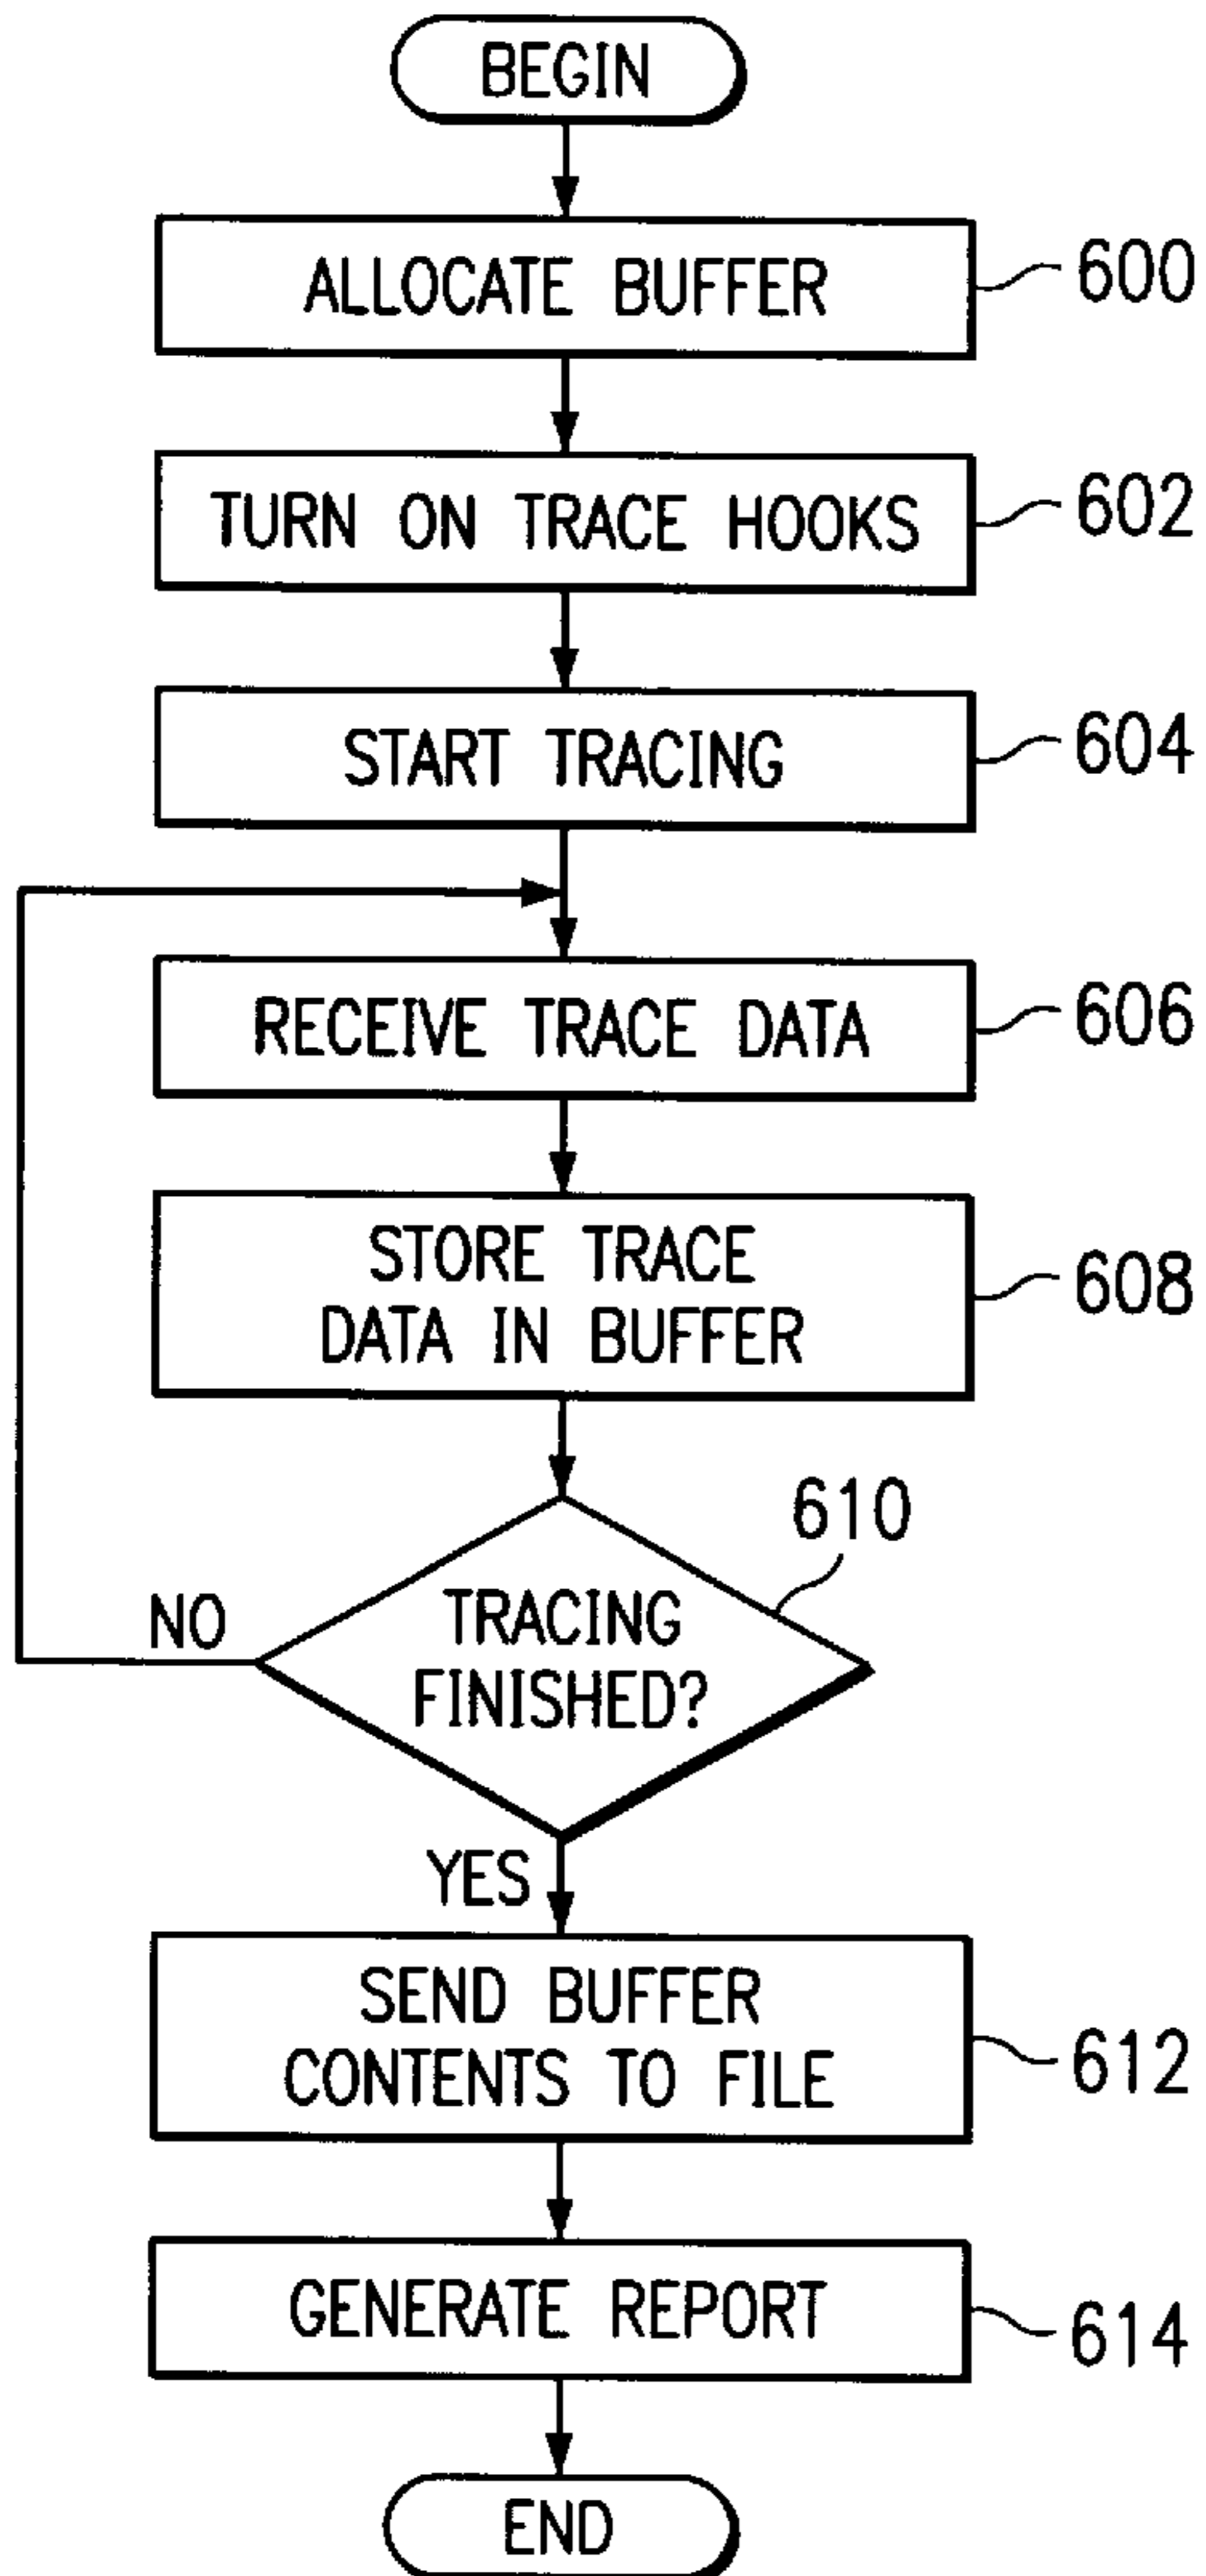 BEGIN
ALLOCATE BUFFER
600
TURN ON TRACE HOOKS
602
START TRACING
604
RECEIVE TRACE DATA
606
STORE TRACE
DATA IN BUFFER
608
610
TRACING
FINISHED?
NO
YES
SEND BUFFER
CONTENTS TO FILE
612
GENERATE REPORT
614
END